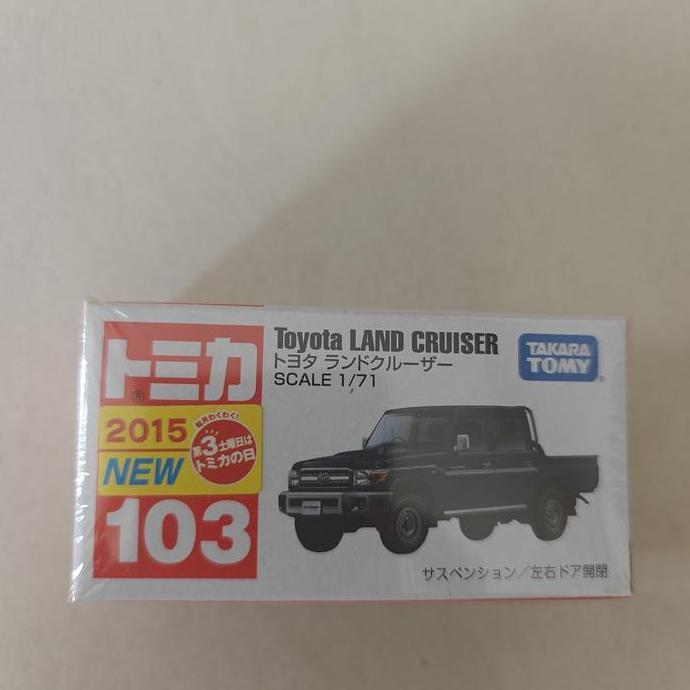 トミカ
®
2015
NEW
毎月わくわく!
第3土曜日は
トミカの日
103
Toyota LAND CRUISER
トヨタ ランドクルーザー
SCALE 1/71
TAKARA
TOMY
サスペンション/左右ドア開閉